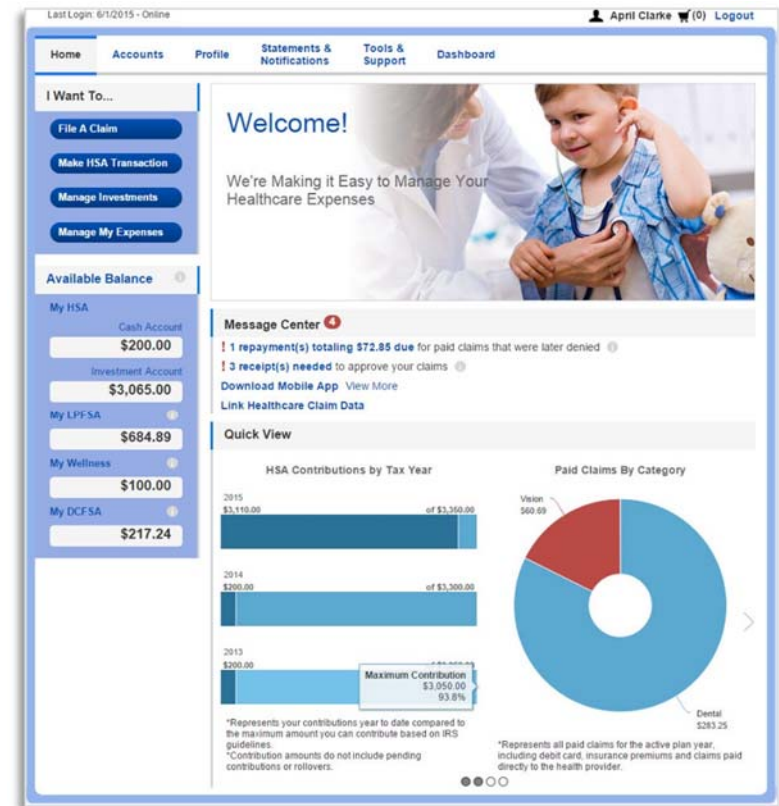 Last Login: 6/1/2015 - Online
April Clarke (0) Logout
Home Accounts Profile Statements & Notifications Tools & Support Dashboard
I Want To...
File A Claim
Make HSA Transaction
Manage Investments
Manage My Expenses
Available Balance
My HSA
Cash Account
$200.00
Investment Account
$3,065.00
My LPFSA
$684.89
My Wellness
$100.00
My DCFSA
$217.24
Welcome!
We're Making it Easy to Manage Your
Healthcare Expenses
Message Center 4
! 1 repayment(s) totaling $72.85 due for paid claims that were later denied
! 3 receipt(s) needed to approve your claims
Download Mobile App View More
Link Healthcare Claim Data
Quick View
HSA Contributions by Tax Year
2015
$3,110.00 of $3,350.00
2014
$200.00 of $3,300.00
2013
$200.00
Maximum Contribution
$3,050.00
93.8%
*Represents your contributions year to date compared to
the maximum amount you can contribute based on IRS
guidelines.
*Contribution amounts do not include pending
contributions or rollovers.
Paid Claims By Category
Vision
$60.69
Dental
$283.25
*Represents all paid claims for the active plan year,
including debit card, insurance premiums and claims paid
directly to the health provider.